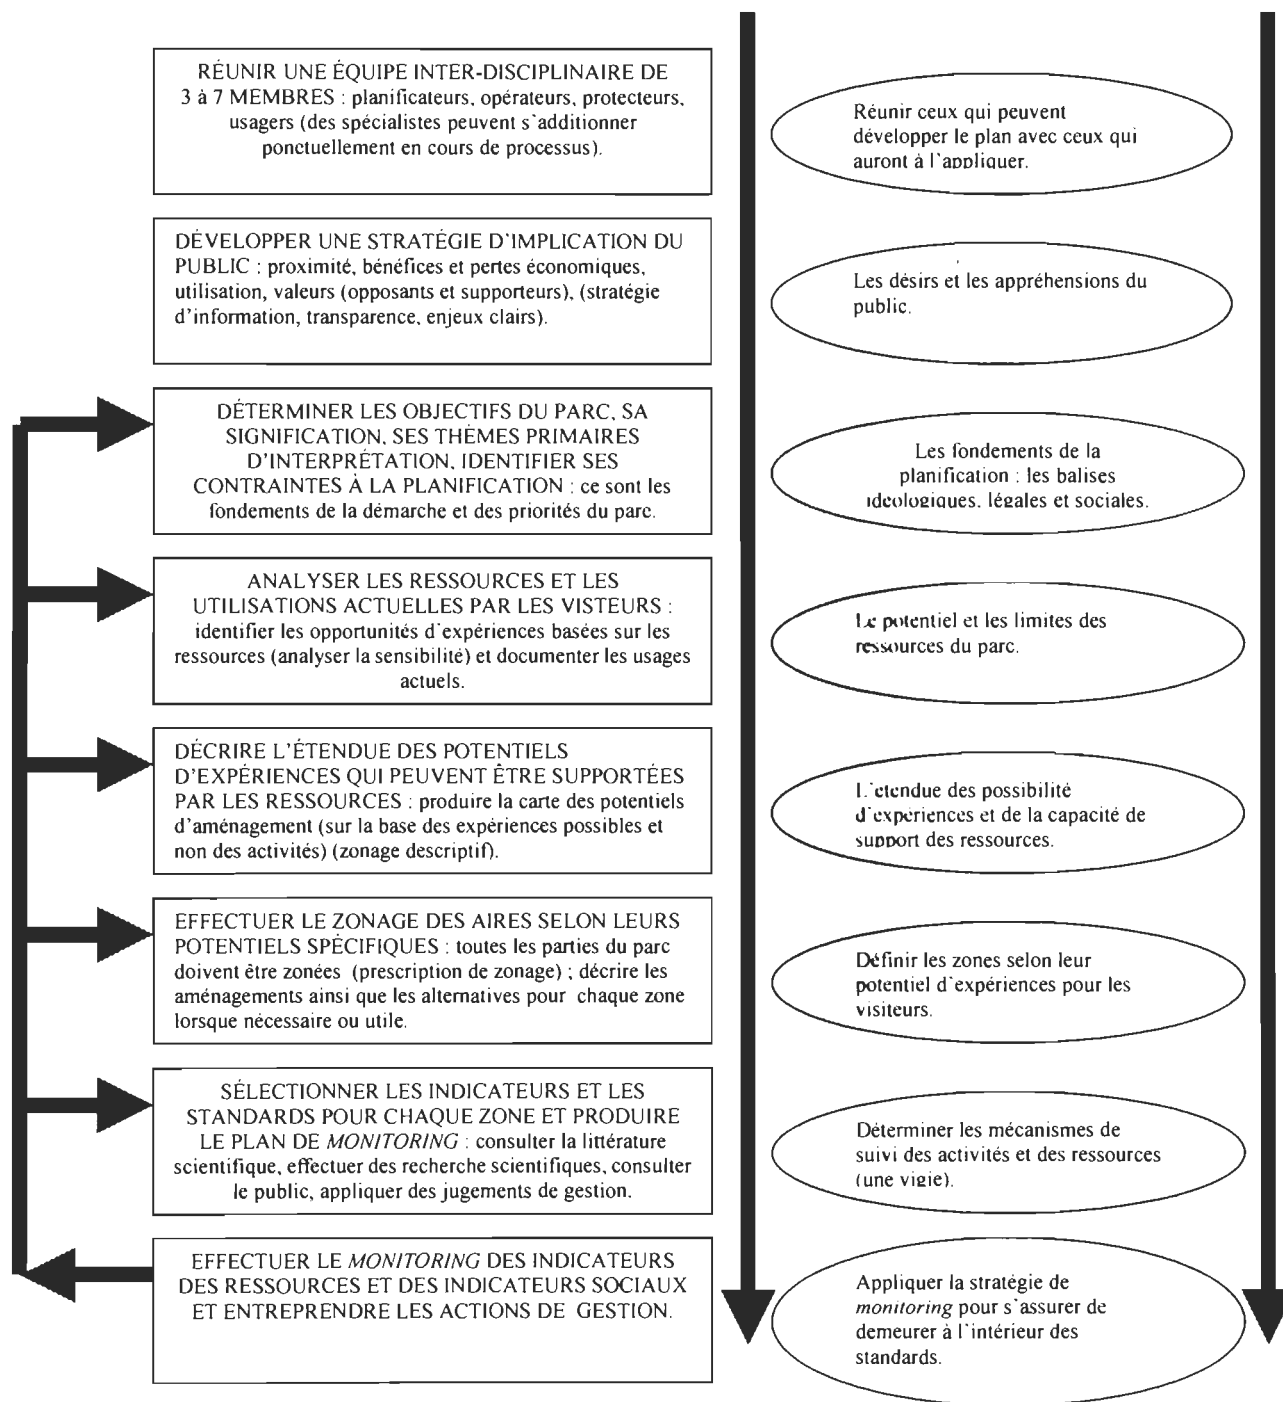 RÉUNIR UNE ÉQUIPE INTER-DISCIPLINAIRE DE
3 à 7 MEMBRES : planificateurs, opérateurs, protecteurs,
usagers (des spécialistes peuvent s'additionner
ponctuellement en cours de processus).
Réunir ceux qui peuvent
développer le plan avec ceux qui
auront à l'appliquer.
DÉVELOPPER UNE STRATÉGIE D'IMPLICATION DU
PUBLIC : proximité, bénéfices et pertes économiques,
utilisation, valeurs (opposants et supporteurs), (stratégie
d'information, transparence, enjeux clairs).
Les désirs et les appréhensions du
public.
DÉTERMINER LES OBJECTIFS DU PARC, SA
SIGNIFICATION, SES THÈMES PRIMAIRES
D'INTERPRÉTATION, IDENTIFIER SES
CONTRAINTES À LA PLANIFICATION : ce sont les
fondements de la démarche et des priorités du parc.
Les fondements de la
planification : les balises
idéologiques, légales et sociales.
ANALYSER LES RESSOURCES ET LES
UTILISATIONS ACTUELLES PAR LES VISTEURS :
identifier les opportunités d'expériences basées sur les
ressources (analyser la sensibilité) et documenter les usages
actuels.
Le potentiel et les limites des
ressources du parc.
DÉCRIRE L'ÉTENDUE DES POTENTIELS
D'EXPÉRIENCES QUI PEUVENT ÊTRE SUPPORTÉES
PAR LES RESSOURCES : produire la carte des potentiels
d'aménagement (sur la base des expériences possibles et
non des activités) (zonage descriptif).
L'étendue des possibilité
d'expériences et de la capacité de
support des ressources.
EFFECTUER LE ZONAGE DES AIRES SELON LEURS
POTENTIELS SPÉCIFIQUES : toutes les parties du parc
doivent être zonées (prescription de zonage) ; décrire les
aménagements ainsi que les alternatives pour chaque zone
lorsque nécessaire ou utile.
Définir les zones selon leur
potentiel d'expériences pour les
visiteurs.
SÉLECTIONNER LES INDICATEURS ET LES
STANDARDS POUR CHAQUE ZONE ET PRODUIRE
LE PLAN DE MONITORING : consulter la littérature
scientifique, effectuer des recherche scientifiques, consulter
le public, appliquer des jugements de gestion.
Déterminer les mécanismes de
suivi des activités et des ressources
(une vigie).
EFFECTUER LE MONITORING DES INDICATEURS
DES RESSOURCES ET DES INDICATEURS SOCIAUX
ET ENTREPRENDRE LES ACTIONS DE GESTION.
Appliquer la stratégie de
monitoring pour s'assurer de
demeurer à l'intérieur des
standards.